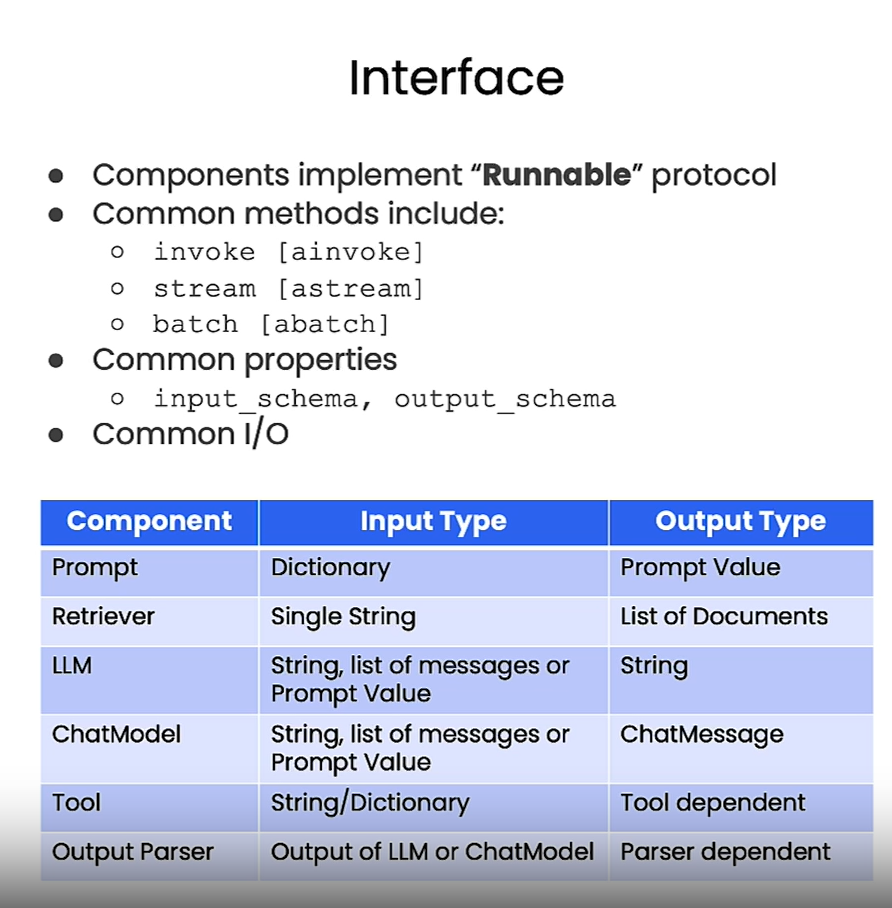 Interface
● Components implement “Runnable” protocol
● Common methods include:
○ invoke [ainvoke]
○ stream [astream]
○ batch [abatch]
● Common properties
○ input_schema, output_schema
● Common I/O
Component Input Type Output Type
Prompt Dictionary Prompt Value
Retriever Single String List of Documents
LLM String, list of messages or String
Prompt Value
ChatModel String, list of messages or ChatMessage
Prompt Value
Tool String/Dictionary Tool dependent
Output Parser Output of LLM or ChatModel Parser dependent